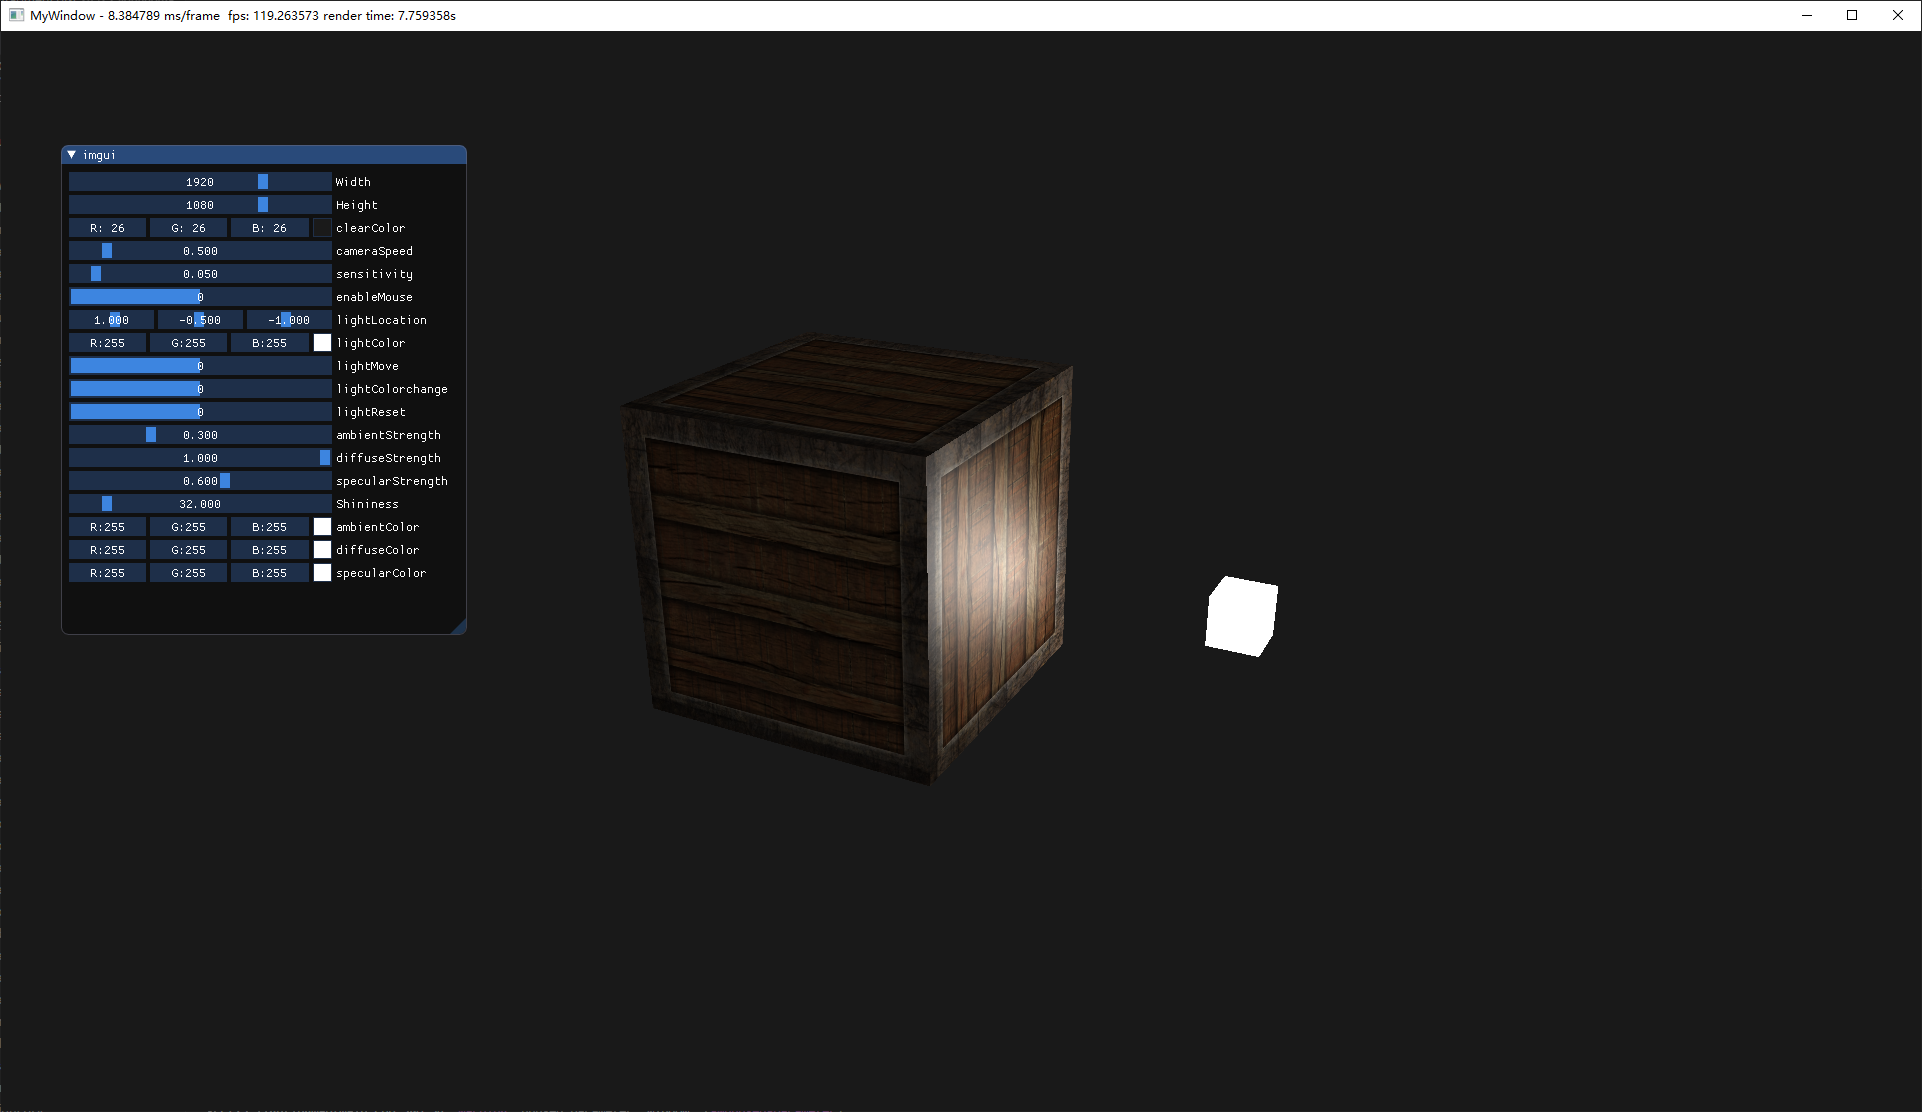 MyWindow - 8.384789 ms/frame  fps: 119.263573 render time: 7.759358s
imgui
1920 Width
1080 Height
R: 26 G: 26 B: 26 clearColor
0.500 cameraSpeed
0.050 sensitivity
0 enableMouse
1.000 -0.500 -1.000 lightLocation
R:255 G:255 B:255 lightColor
0 lightMove
0 lightColorchange
0 lightReset
0.300 ambientStrength
1.000 diffuseStrength
0.600 specularStrength
32.000 Shininess
R:255 G:255 B:255 ambientColor
R:255 G:255 B:255 diffuseColor
R:255 G:255 B:255 specularColor